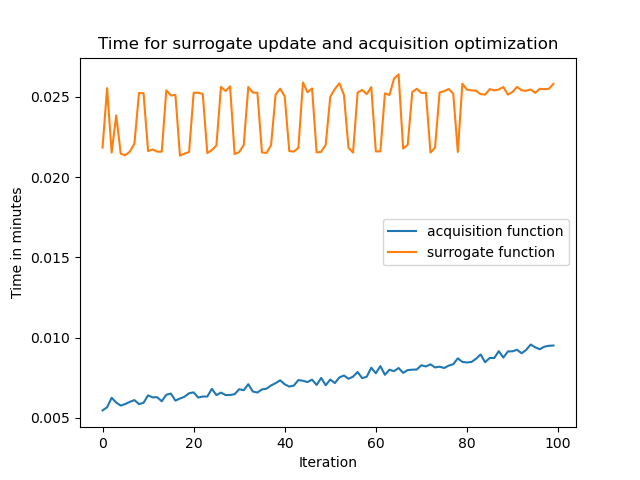 Time for surrogate update and acquisition optimization
Time in minutes
0.025
0.020
0.015
0.010
0.005
acquisition function
surrogate function
0
20
40
60
80
100
Iteration